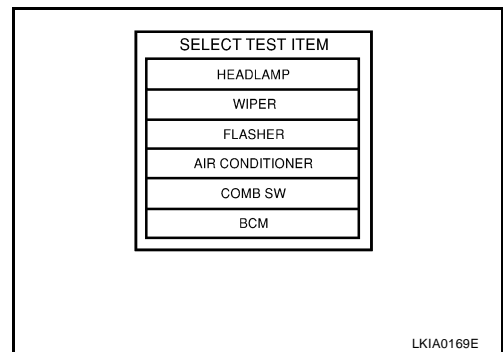 SELECT TEST ITEM
HEADLAMP
WIPER
FLASHER
AIR CONDITIONER
COMB SW
BCM
LKIA0169E